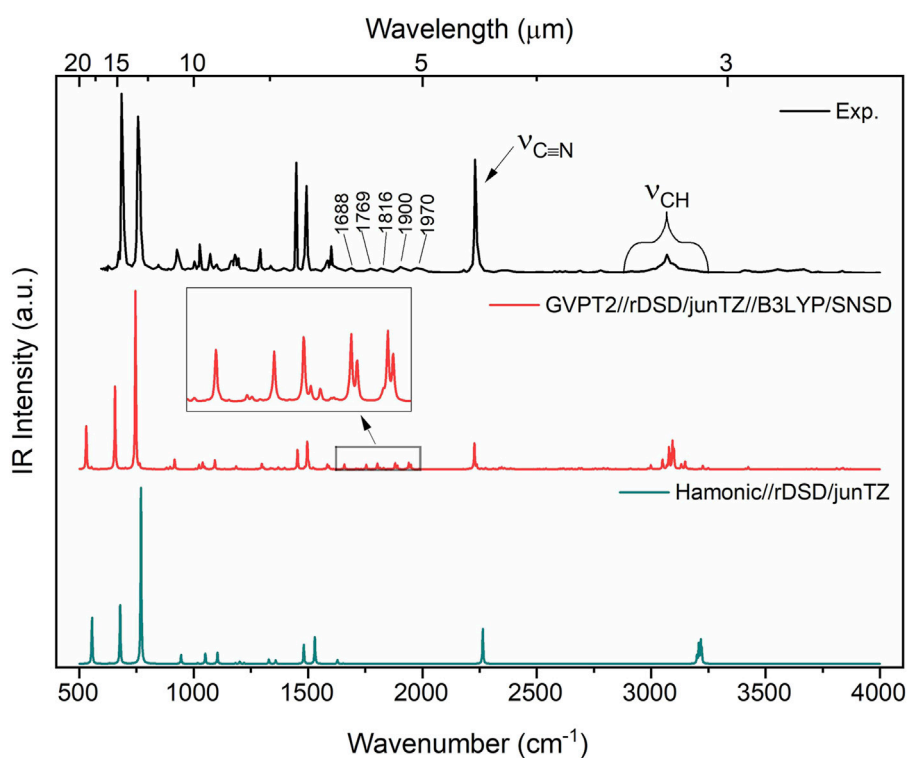 Wavelength (μm)
20 15 10 5 3
Exp.
νC≡N
νCH
1688
1769
1816
1900
1970
GVPT2//rDSD/junTZ//B3LYP/SNSD
Hamonic//rDSD/junTZ
IR Intensity (a.u.)
500 1000 1500 2000 2500 3000 3500 4000
Wavenumber (cm⁻¹)